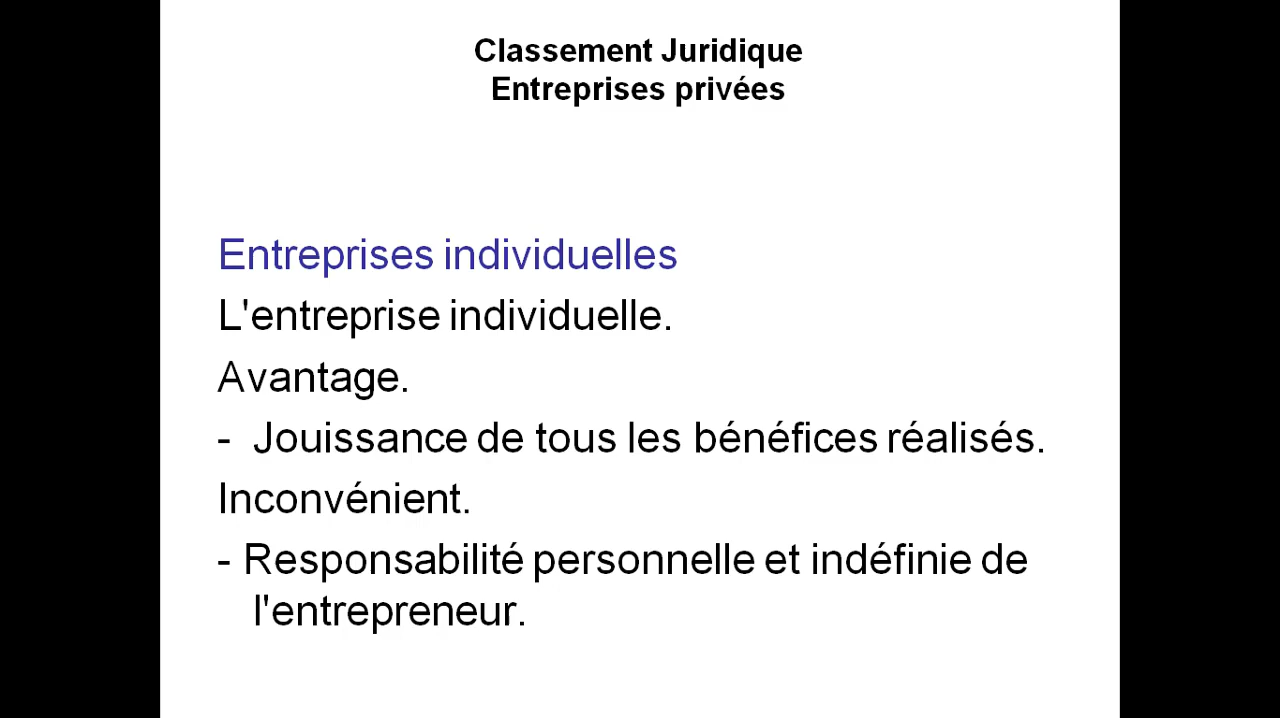 Classement Juridique
Entreprises privées
Entreprises individuelles
L'entreprise individuelle.
Avantage.
- Jouissance de tous les bénéfices réalisés.
Inconvénient.
- Responsabilité personnelle et indéfinie de
l'entrepreneur.